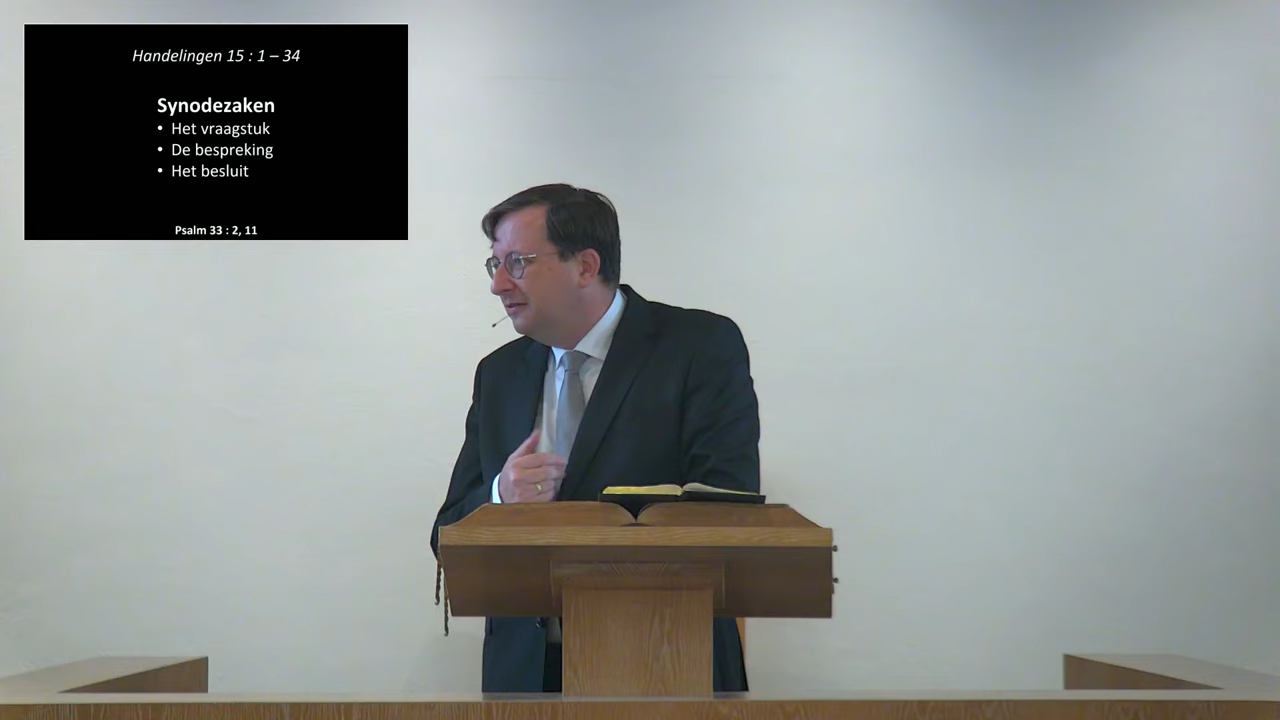 Handelingen 15 : 1 – 34
Synodezaken
• Het vraagstuk
• De bespreking
• Het besluit
Psalm 33 : 2, 11